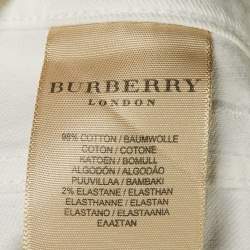 BURBERRY
LONDON
98% COTTON / BAUMWOLLE
COTON / COTONE
KATOEN / BOMULL
ALGODÓN / ALGODÃO
PUUVILLAA / BAMBAKI
2% ELASTANE / ELASTHAN
ELASTHANNE / ELASTAN
ELASTANO / ELASTAANIA
ELASTAN